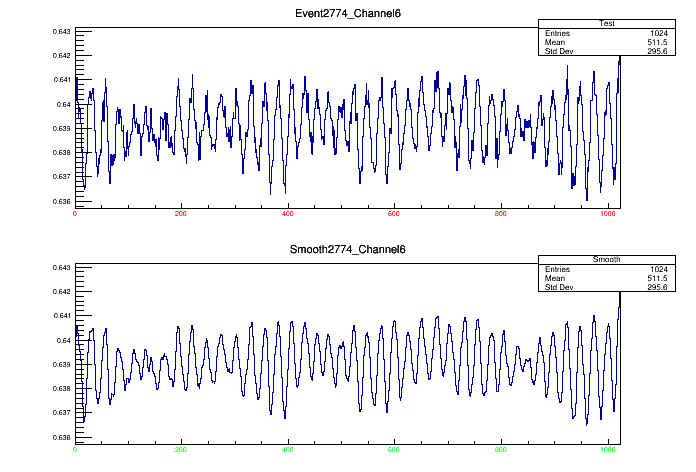 Event2774_Channel6
Test
Entries 1024
Mean 511.5
Std Dev 295.6
0.643
0.642
0.641
0.64
0.639
0.638
0.637
0.636
0 200 400 600 800 1000
Smooth2774_Channel6
Smooth
Entries 1024
Mean 511.5
Std Dev 295.6
0.643
0.642
0.641
0.64
0.639
0.638
0.637
0.636
0 200 400 600 800 1000